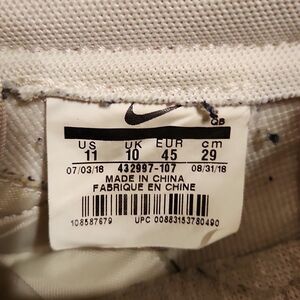 QB
US UK EUR cm
11 10 45 29
07/03/18 432997-107 08/31/18
MADE IN CHINA
FABRIQUE EN CHINE
108587679 UPC 00883153780490